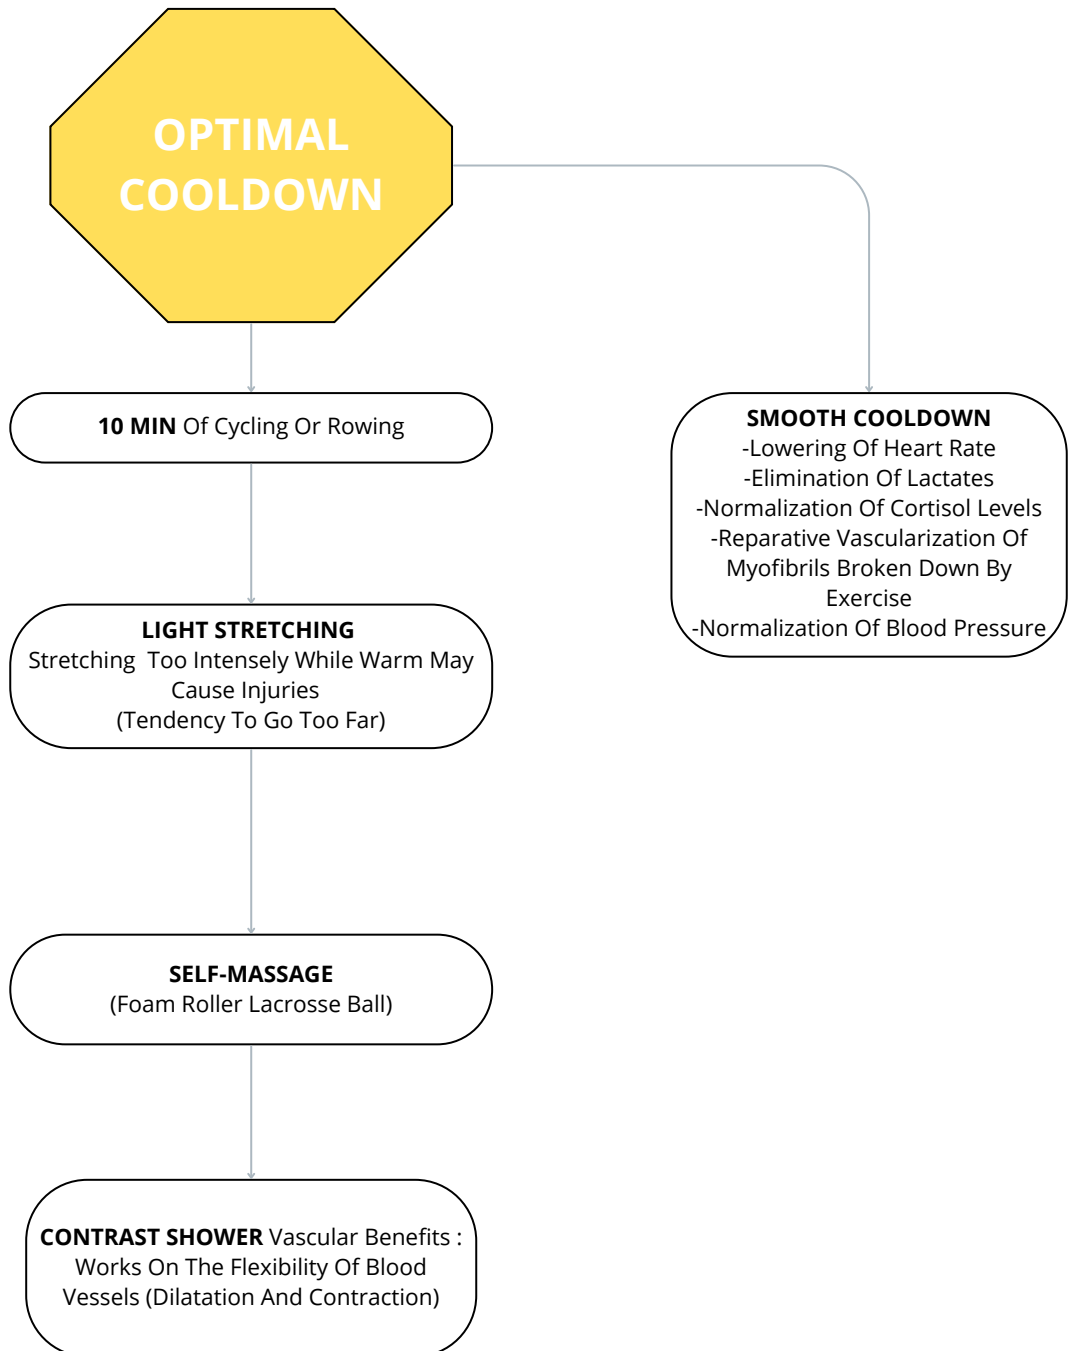 OPTIMAL
COOLDOWN
10 MIN Of Cycling Or Rowing
SMOOTH COOLDOWN
-Lowering Of Heart Rate
-Elimination Of Lactates
-Normalization Of Cortisol Levels
-Reparative Vascularization Of
Myofibrils Broken Down By
Exercise
-Normalization Of Blood Pressure
LIGHT STRETCHING
Stretching  Too Intensely While Warm May
Cause Injuries
(Tendency To Go Too Far)
SELF-MASSAGE
(Foam Roller Lacrosse Ball)
CONTRAST SHOWER Vascular Benefits :
Works On The Flexibility Of Blood
Vessels (Dilatation And Contraction)